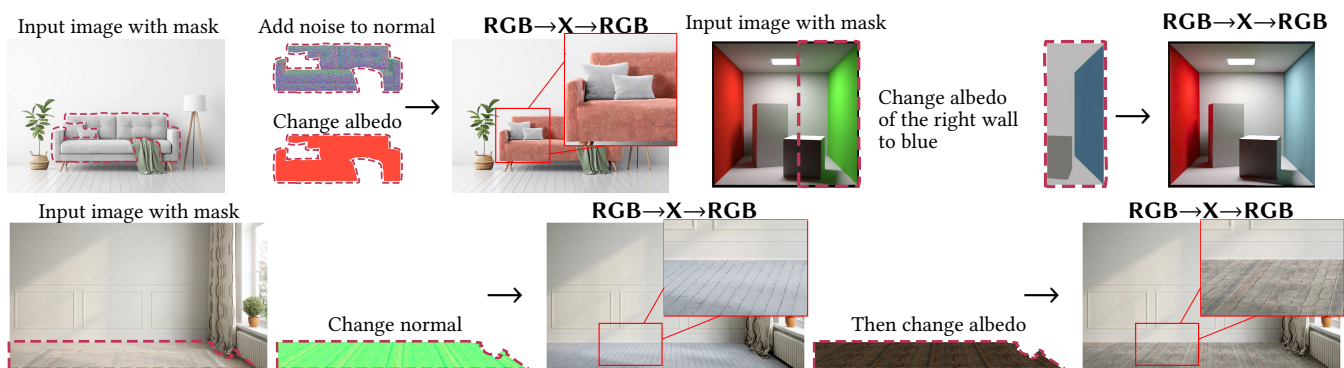 Input image with mask
Add noise to normal
Change albedo
RGB→X→RGB
Input image with mask
Change albedo
of the right wall
to blue
RGB→X→RGB
Input image with mask
Change normal
RGB→X→RGB
Then change albedo
RGB→X→RGB